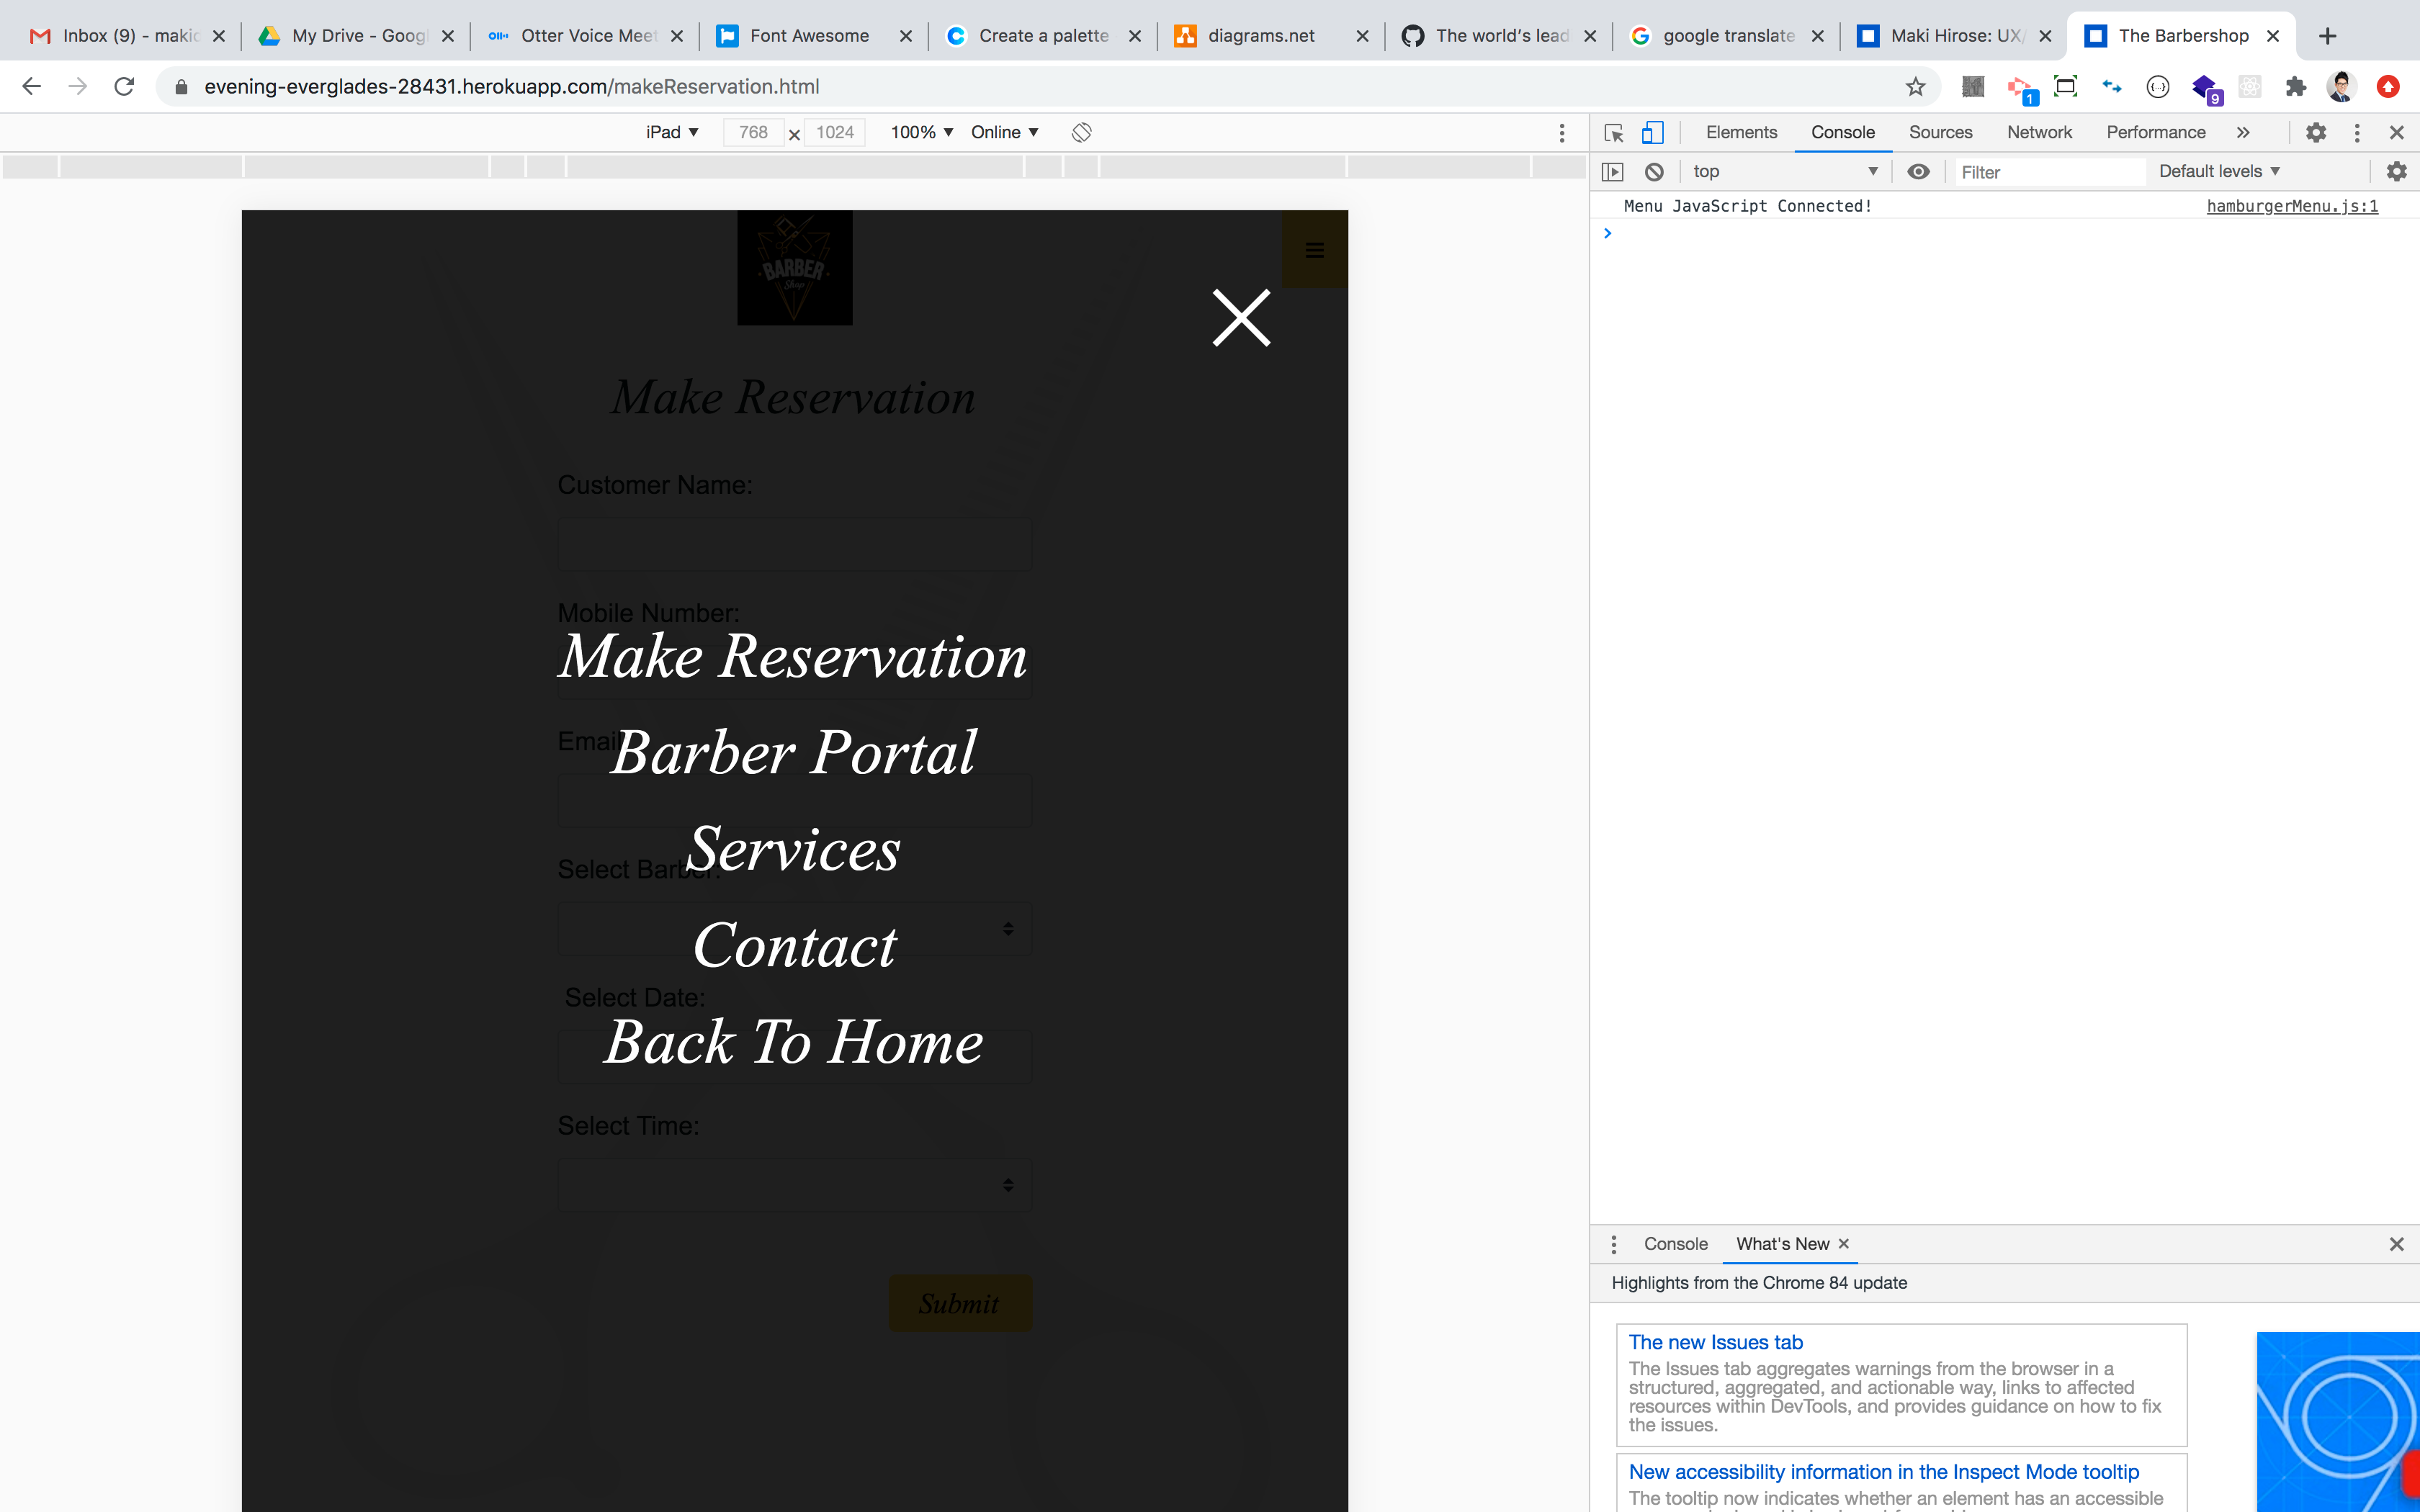 Inbox (9) - makic
My Drive - Googl
Otter Voice Meet
Font Awesome
Create a palette
diagrams.net
The world's lead
google translate
Maki Hirose: UX/
The Barbershop
evening-everglades-28431.herokuapp.com/makeReservation.html
1
9
iPad
768
1024
100%
Online
Elements
Console
Sources
Network
Performance
top
Filter
Default levels
Menu JavaScript Connected!
hamburgerMenu.js:1
BARBER
Shop
Make Reservation
Customer Name:
Mobile Number:
Make Reservation
Email
Barber Portal
Services
Select Barber:
Contact
Select Date:
Back To Home
Select Time:
Submit
Console
What's New
Highlights from the Chrome 84 update
The new Issues tab
The Issues tab aggregates warnings from the browser in a
structured, aggregated, and actionable way, links to affected
resources within DevTools, and provides guidance on how to fix
the issues.
New accessibility information in the Inspect Mode tooltip
The tooltip now indicates whether an element has an accessible